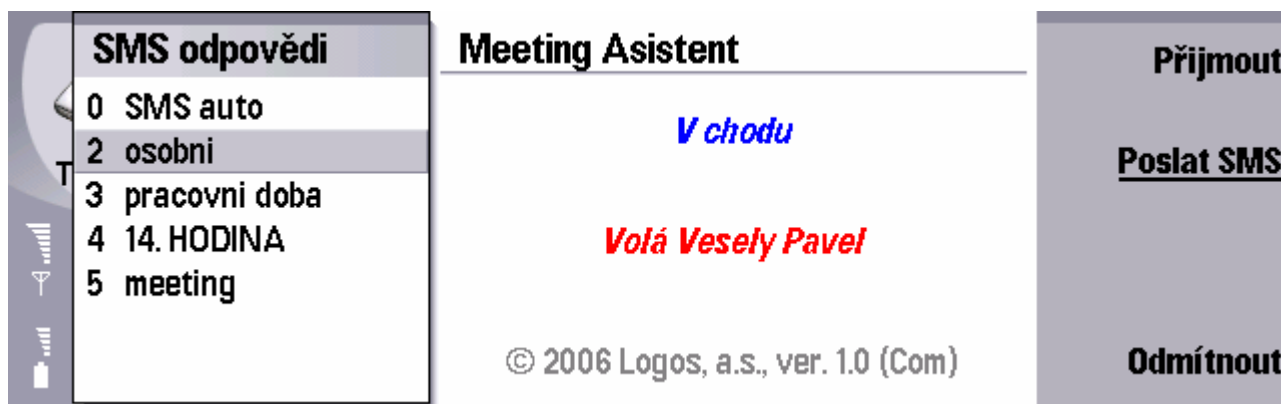 SMS odpovědi
0 SMS auto
2 osobni
3 pracovni doba
4 14. HODINA
5 meeting
T
Meeting Asistent
V chodu
Volá Vesely Pavel
© 2006 Logos, a.s., ver. 1.0 (Com)
Přijmout
Poslat SMS
Odmítnout